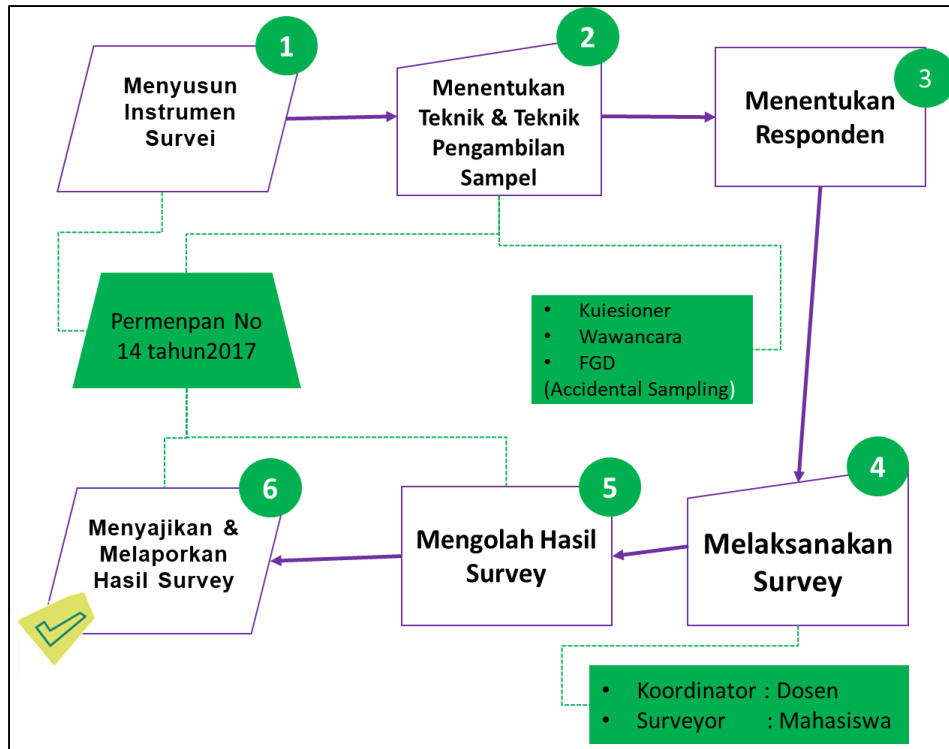 1
Menyusun
Instrumen
Survei
2
Menentukan
Teknik & Teknik
Pengambilan
Sampel
3
Menentukan
Responden
Permenpan No
14 tahun2017
• Kuiesioner
• Wawancara
• FGD
(Accidental Sampling)
4
Melaksanakan
Survey
5
Mengolah Hasil
Survey
6
Menyajikan &
Melaporkan
Hasil Survey
• Koordinator : Dosen
• Surveyor : Mahasiswa